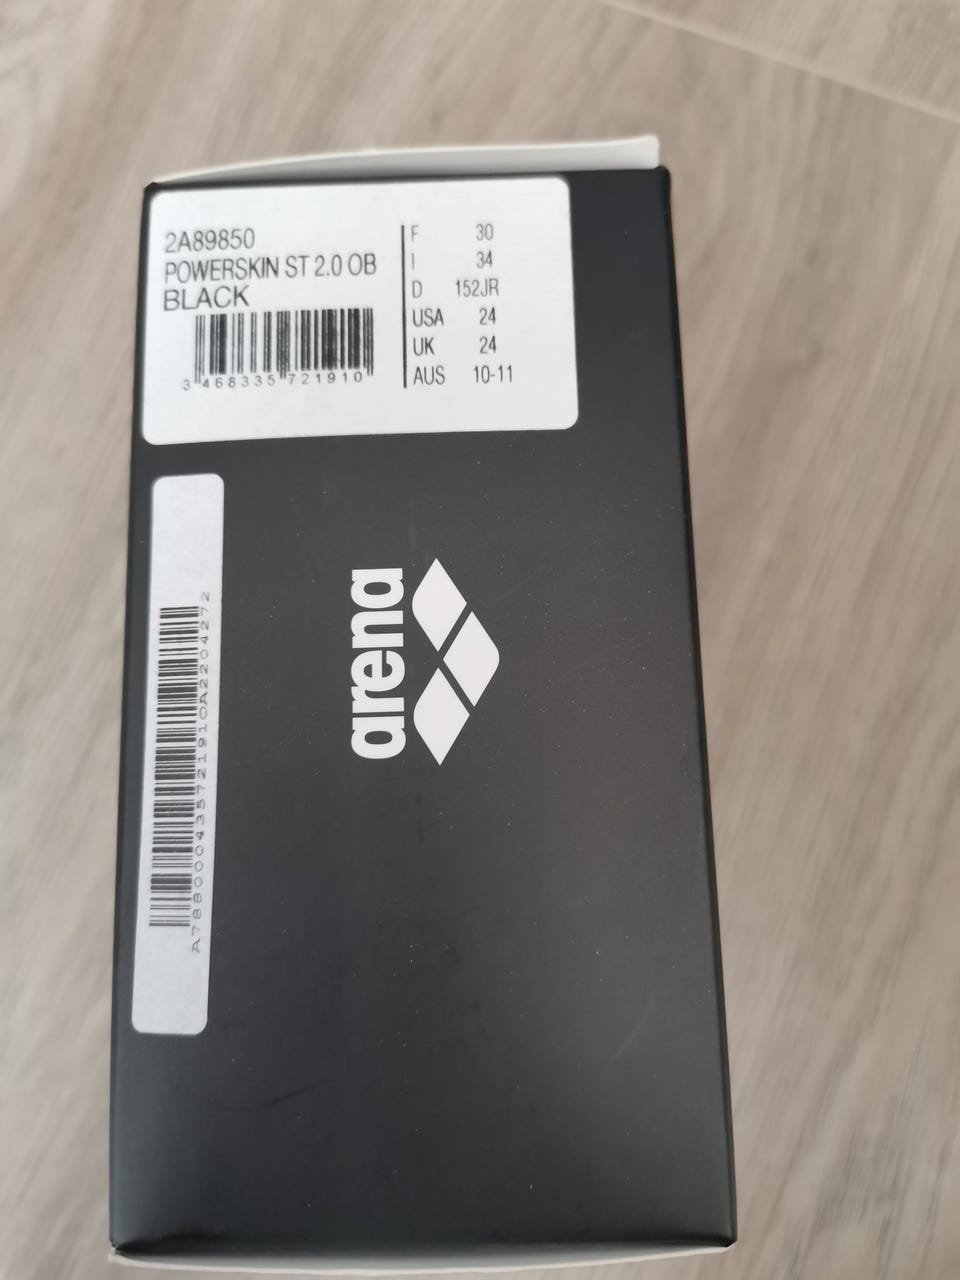 2A89850
POWERSKIN ST 2.0 OB
BLACK
3 468335 721910
F 30
I 34
D 152JR
USA 24
UK 24
AUS 10-11
arena